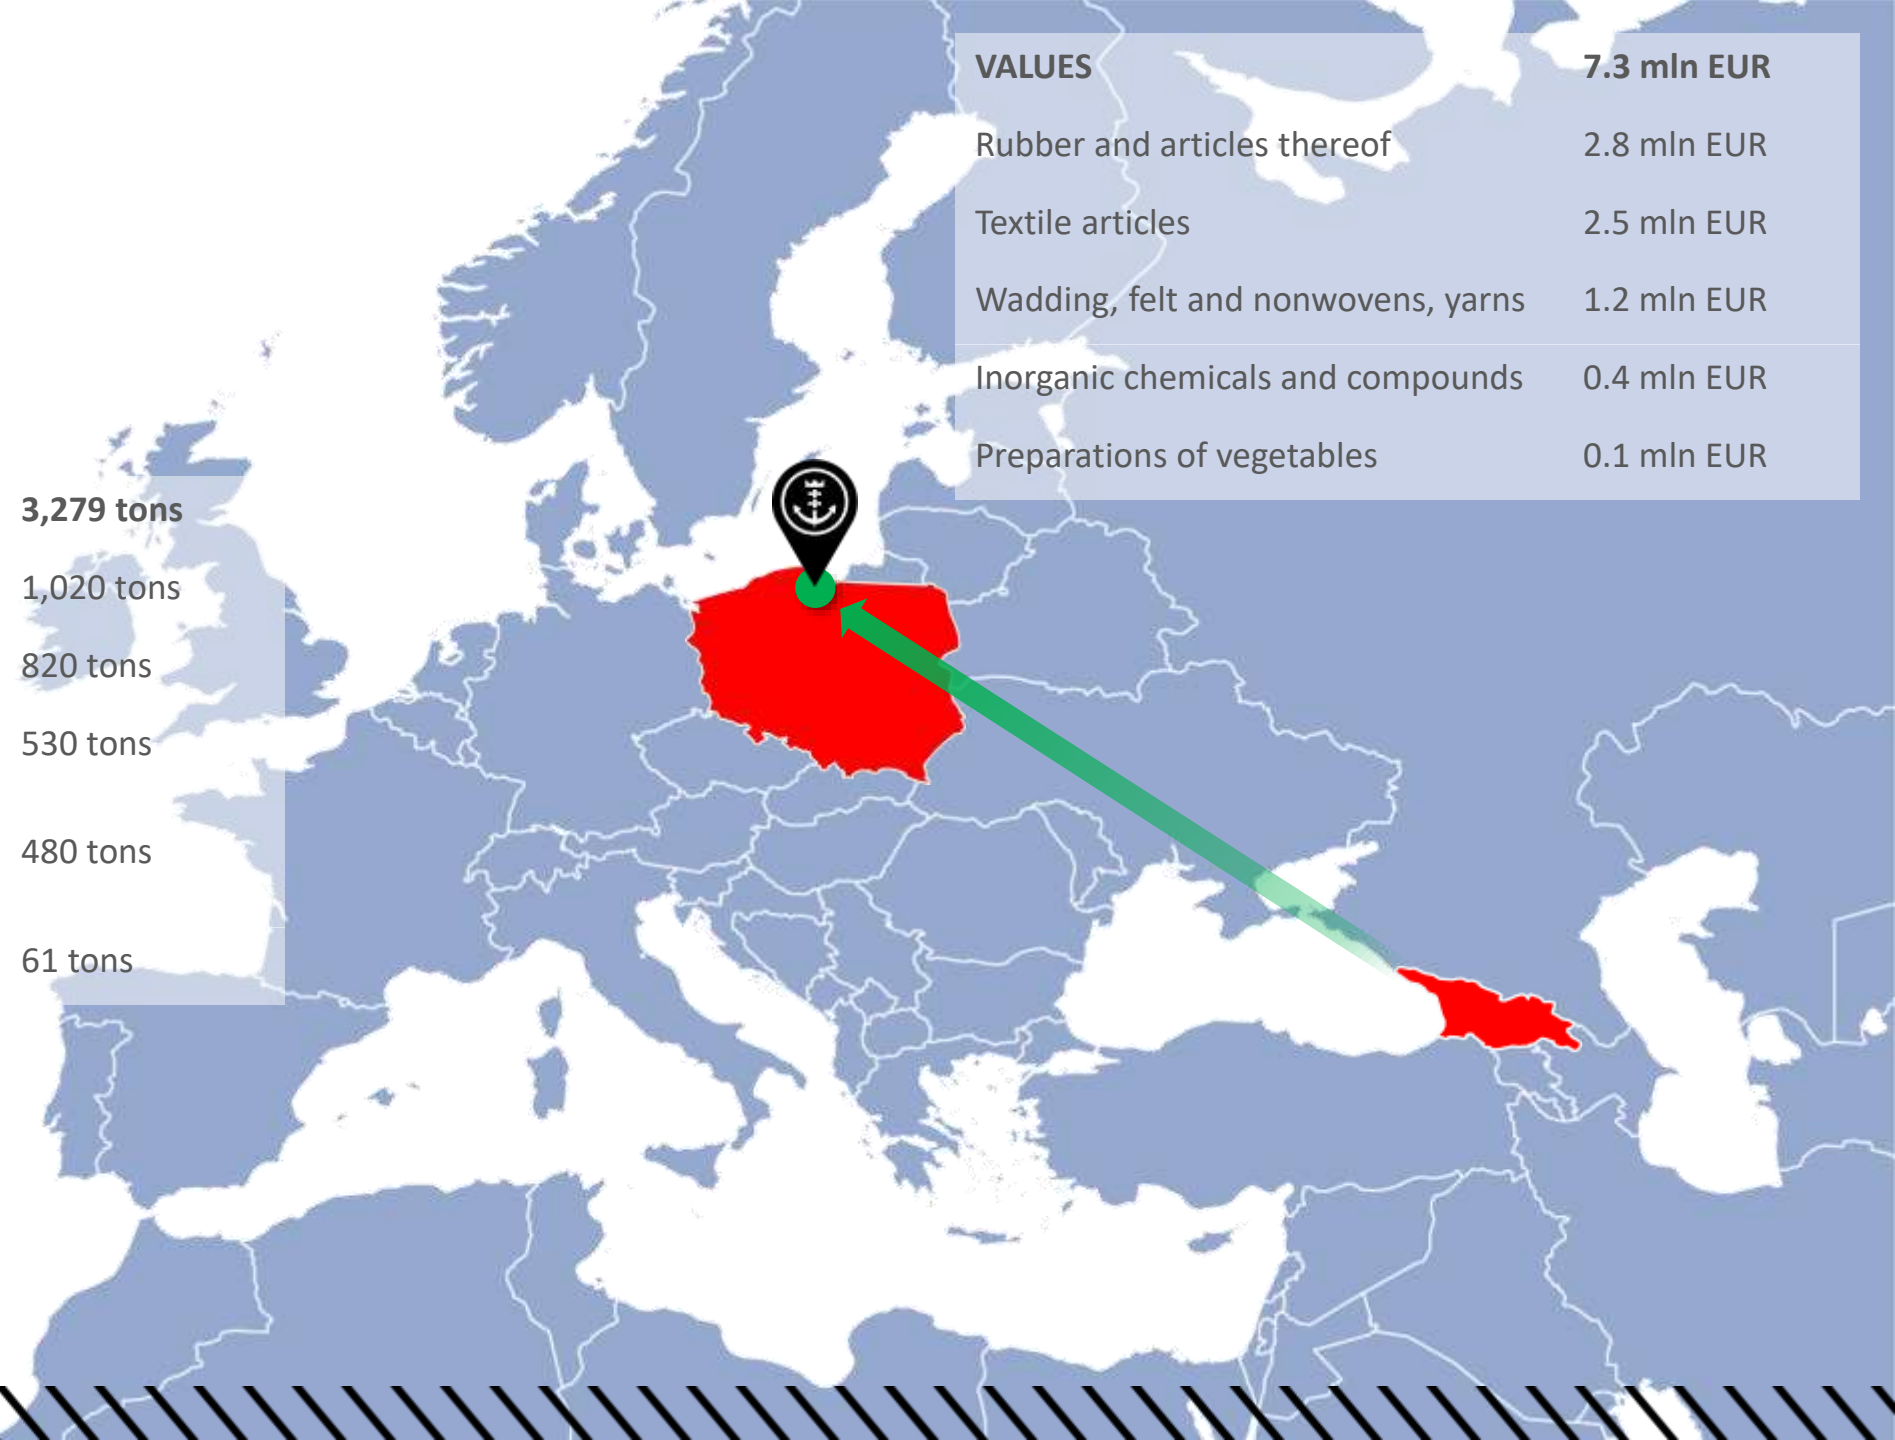 VALUES 7.3 mln EUR
Rubber and articles thereof 2.8 mln EUR
Textile articles 2.5 mln EUR
Wadding, felt and nonwovens, yarns 1.2 mln EUR
Inorganic chemicals and compounds 0.4 mln EUR
Preparations of vegetables 0.1 mln EUR
3,279 tons
1,020 tons
820 tons
530 tons
480 tons
61 tons